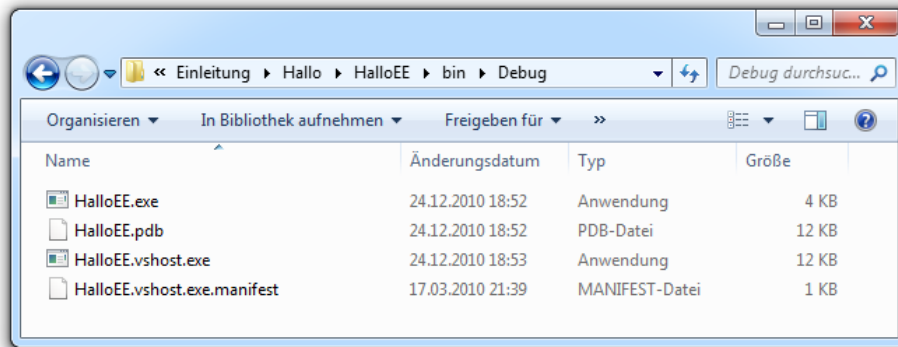 « Einleitung ▸ Hallo ▸ HalloEE ▸ bin ▸ Debug Debug durchsuc...
Organisieren In Bibliothek aufnehmen Freigeben für »
Name Änderungsdatum Typ Größe
HalloEE.exe 24.12.2010 18:52 Anwendung 4 KB
HalloEE.pdb 24.12.2010 18:52 PDB-Datei 12 KB
HalloEE.vshost.exe 24.12.2010 18:53 Anwendung 12 KB
HalloEE.vshost.exe.manifest 17.03.2010 21:39 MANIFEST-Datei 1 KB